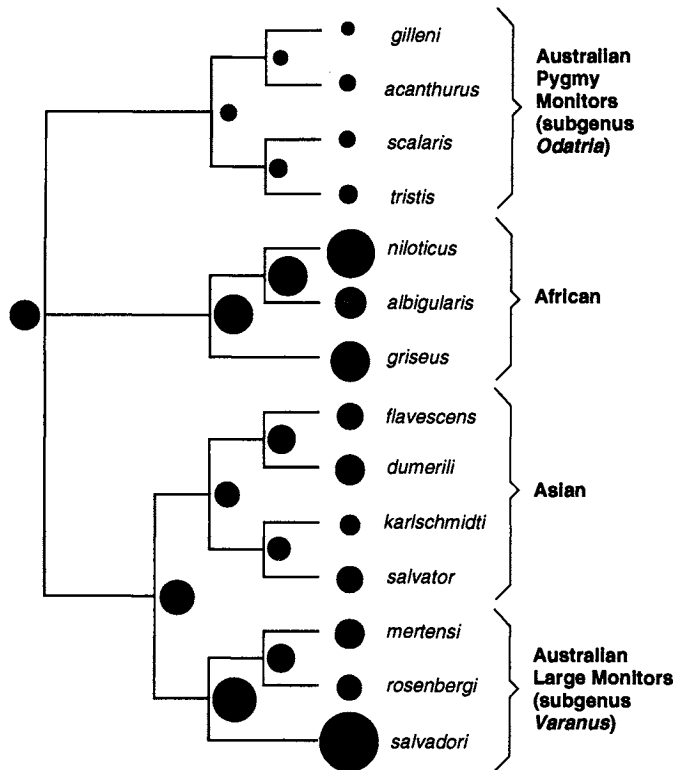 gilleni
acanthurus
scalaris
tristis
Australian
Pygmy
Monitors
(subgenus
Odatria)
niloticus
albigularis
griseus
African
flavescens
dumerili
karlschmidti
salvator
Asian
mertensi
rosenbergi
salvadori
Australian
Large Monitors
(subgenus
Varanus)